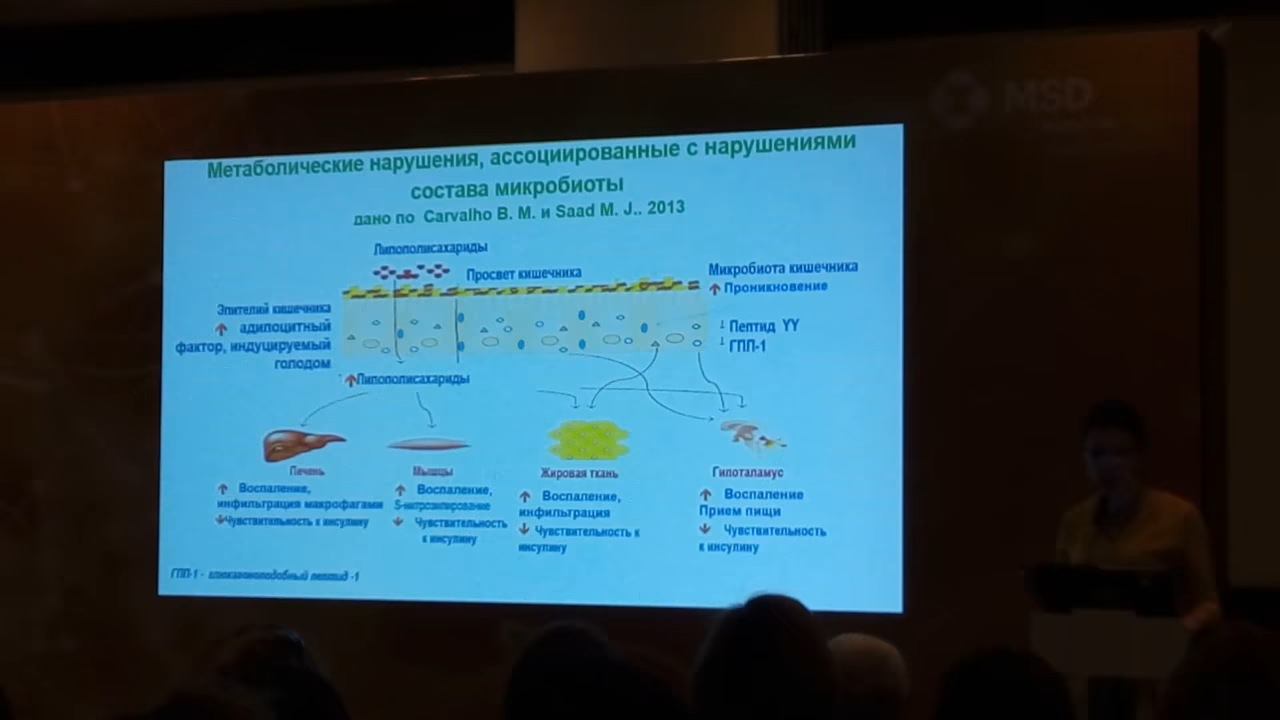 MSD
Метаболические нарушения, ассоциированные с нарушениями
состава микробиоты
дано по Carvalho B. M. и Saad M. J.. 2013
Липополисахариды
Просвет кишечника
Микробиота кишечника
↑ Проникновение
Эпителий кишечника
↑ адипоцитный
фактор, индуцируемый
голодом
↓ Пептид YY
↓ ГПП-1
↑Липополисахариды
Печень
↑ Воспаление,
инфильтрация макрофагами
↓Чувствительность к инсулину
Мышцы
↑ Воспаление,
S-нитрозилирование
↓ Чувствительность
к инсулину
Жировая ткань
↑ Воспаление,
инфильтрация
↓ Чувствительность к
инсулину
Гипоталамус
↑ Воспаление
Прием пищи
↓ Чувствительность
к инсулину
ГПП-1 - глюкагоноподобный пептид -1